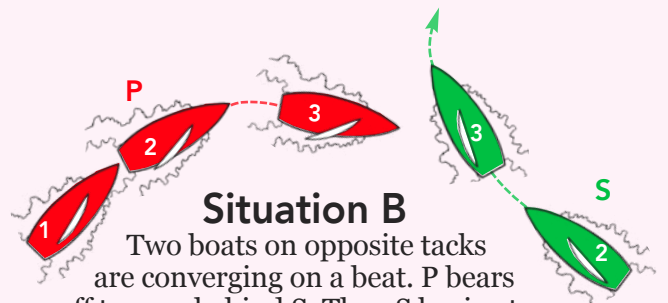 P
3
2
1
3
S
2
Situation B
Two boats on opposite tacks
are converging on a beat. P bears